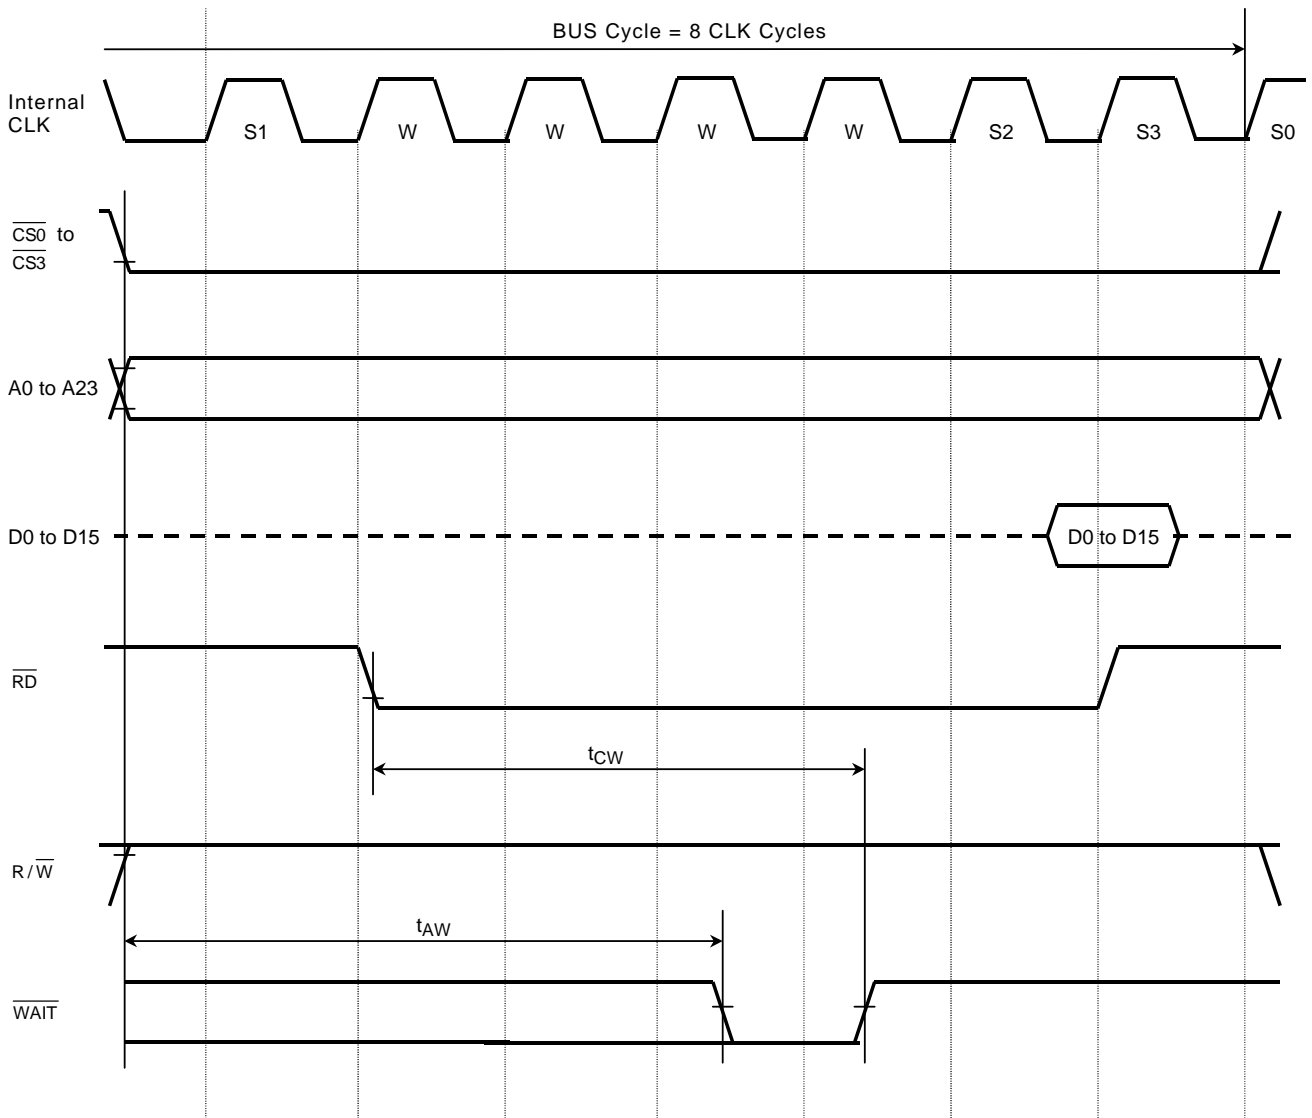 BUS Cycle = 8 CLK Cycles
Internal
CLK
S1
W
W
W
W
S2
S3
S0
CS0 to
CS3
A0 to A23
D0 to D15
D0 to D15
RD
tCW
R/W
tAW
WAIT